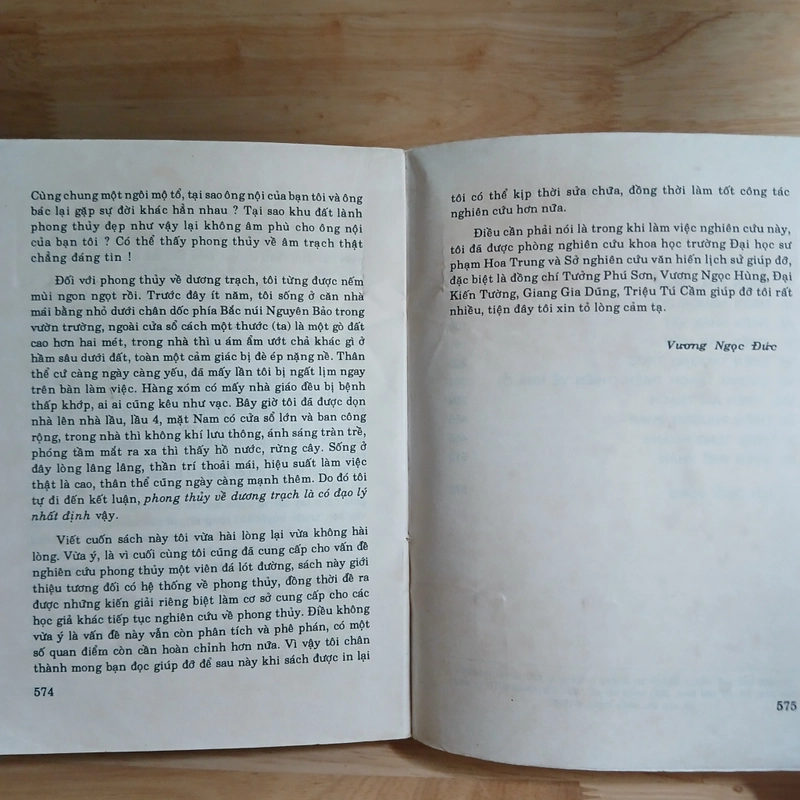 Cùng chung một ngôi mộ tổ, tại sao ông nội của bạn tôi và ông
bác lại gặp sự đời khác hẳn nhau ? Tại sao khu đất lành
phong thủy đẹp như vậy lại không âm phù cho ông nội
của bạn tôi ? Có thể thấy phong thủy về âm trạch thật
chẳng đáng tin !
Đối với phong thủy về dương trạch, tôi từng được nếm
mùi ngon ngọt rồi. Trước đây ít năm, tôi sống ở căn nhà
mái bằng nhỏ dưới chân dốc phía Bắc núi Nguyên Bảo trong
vườn trường, ngoài cửa sổ cách một thước (ta) là một gò đất
cao hơn hai mét, trong nhà thì u ám ẩm ướt chả khác gì ở
hầm sâu dưới đất, toàn một cảm giác bị đè ép nặng nề. Thân
thể cứ càng ngày càng yếu, đã mấy lần tôi bị ngất lịm ngay
trên bàn làm việc. Hàng xóm có mấy nhà giáo đều bị bệnh
thấp khớp, ai ai cũng kêu như vạc. Bây giờ tôi đã được dọn
nhà lên nhà lầu, lầu 4, mặt Nam có cửa sổ lớn và ban công
rộng, trong nhà thì không khí lưu thông, ánh sáng tràn trề,
phóng tầm mắt ra xa thì thấy hồ nước, rừng cây. Sống ở
đây lòng lâng lâng, thần trí thoải mái, hiệu suất làm việc
thật là cao, thân thể cũng ngày càng mạnh thêm. Do đó tôi
tự đi đến kết luận, phong thủy về dương trạch là có đạo lý
nhất định vậy.
Viết cuốn sách này tôi vừa hài lòng lại vừa không hài
lòng. Vừa ý, là vì cuối cùng tôi cũng đã cung cấp cho vấn đề
nghiên cứu phong thủy một viên đá lót đường, sách này giới
thiệu tương đối có hệ thống về phong thủy, đồng thời đề ra
được những kiến giải riêng biệt làm cơ sở cung cấp cho các
học giả khác tiếp tục nghiên cứu về phong thủy. Điều không
vừa ý là vấn đề này vẫn còn phân tích và phê phán, có một
số quan điểm còn cần hoàn chỉnh hơn nữa. Vì vậy tôi chân
thành mong bạn đọc giúp đỡ để sau này khi sách được in lại
574
tôi có thể kịp thời sửa chữa, đồng thời làm tốt công tác
nghiên cứu hơn nữa.
Điều cần phải nói là trong khi làm việc nghiên cứu này,
tôi đã được phòng nghiên cứu khoa học trường Đại học sư
phạm Hoa Trung và Sở nghiên cứu văn hiến lịch sử giúp đỡ,
đặc biệt là đồng chí Tưởng Phú Sơn, Vương Ngọc Hùng, Đại
Kiến Tường, Giang Gia Dũng, Triệu Tú Cầm giúp đỡ tôi rất
nhiều, tiện đây tôi xin tỏ lòng cảm tạ.
Vương Ngọc Đức
575